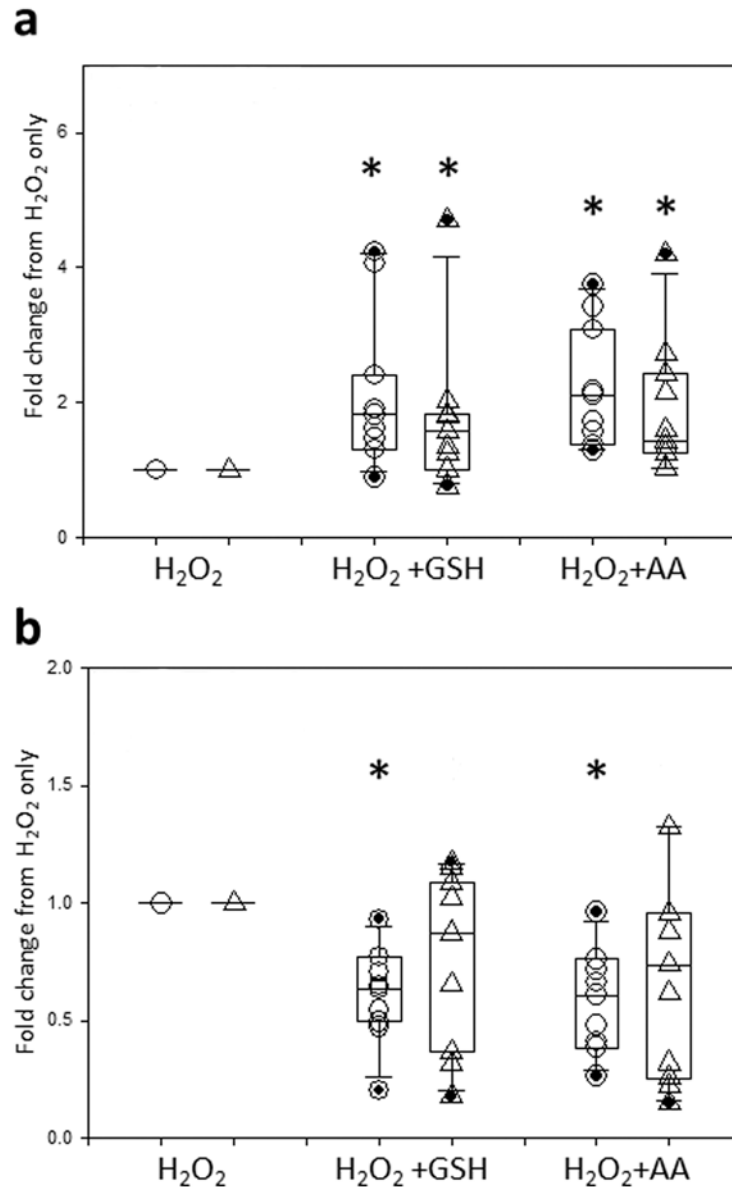 a
Fold change from H₂O₂ only
6
4
2
0
*
*
*
*
H₂O₂
H₂O₂ +GSH
H₂O₂+AA
b
Fold change from H₂O₂ only
2.0
1.5
1.0
0.5
0.0
*
*
H₂O₂
H₂O₂ +GSH
H₂O₂+AA